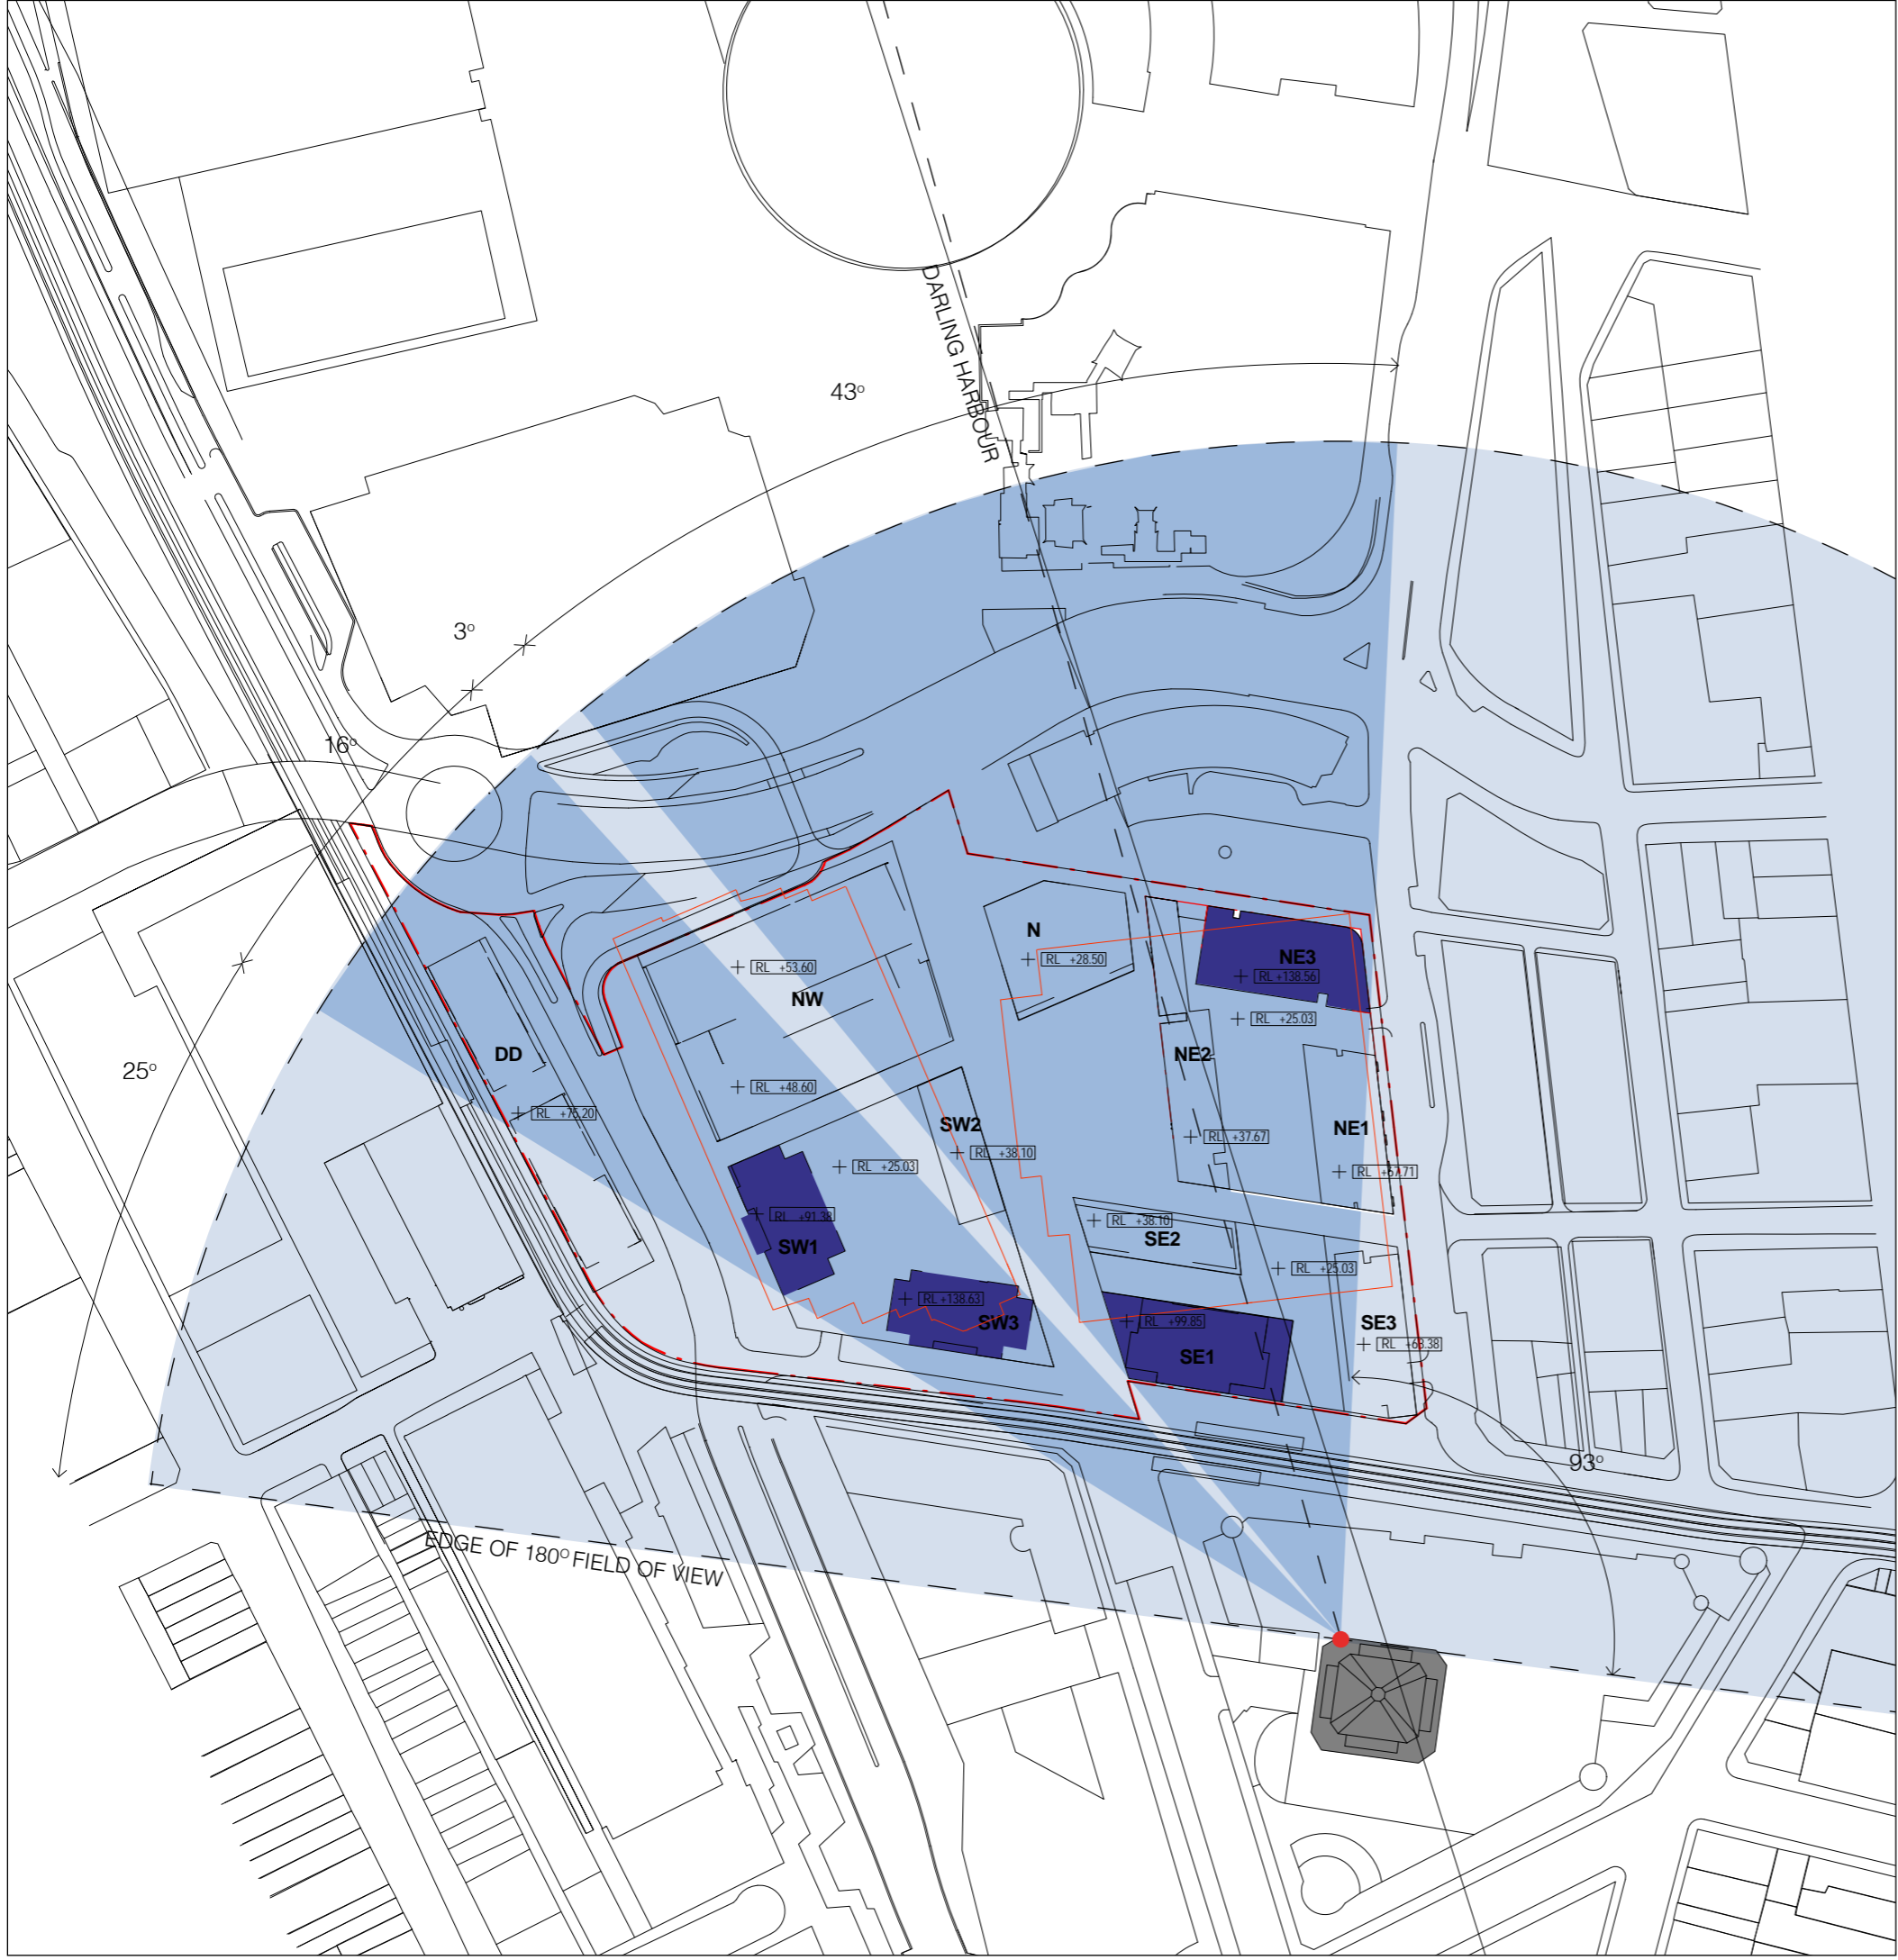 DARLING HARBOUR
43°
3°
16°
25°
N
RL +28.50
NE3
RL +138.56
RL +53.60
NW
RL +25.03
DD
NE2
RL +48.60
RL +75.20
SW2
NE1
RL +37.67
RL +38.10
RL +25.03
RL +67.71
RL +91.38
SW1
RL +38.10
SE2
RL +25.03
RL +138.63
SW3
RL +99.85
SE3
SE1
RL +68.38
93°
EDGE OF 180° FIELD OF VIEW